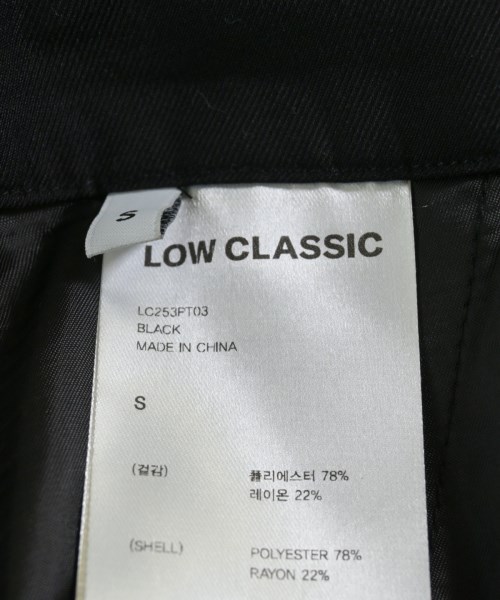 S
LOW CLASSIC
LC253PT03
BLACK
MADE IN CHINA
S
(겉감) 폴리에스터 78%
레이온 22%
(SHELL) POLYESTER 78%
RAYON 22%